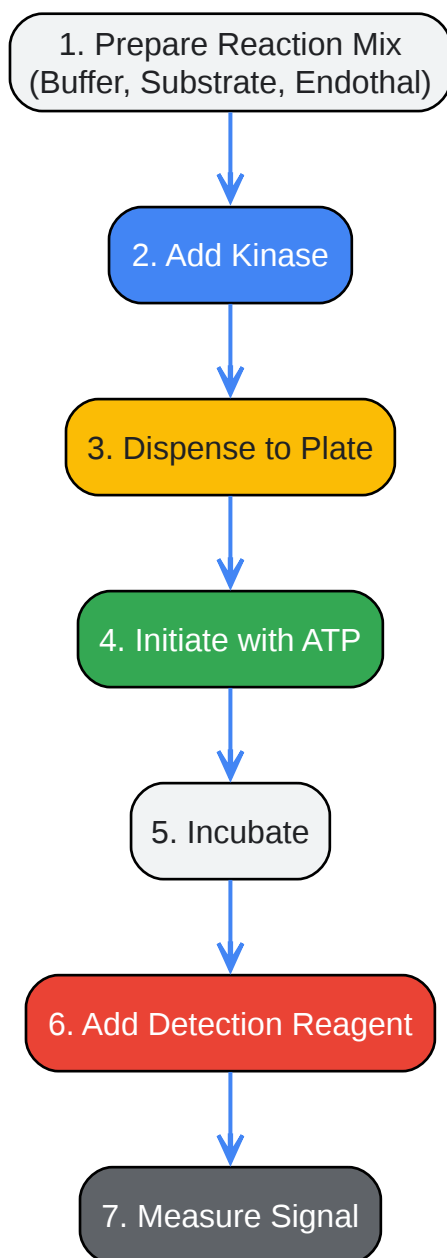 1. Prepare Reaction Mix
(Buffer, Substrate, Endothal)
2. Add Kinase
3. Dispense to Plate
4. Initiate with ATP
5. Incubate
6. Add Detection Reagent
7. Measure Signal